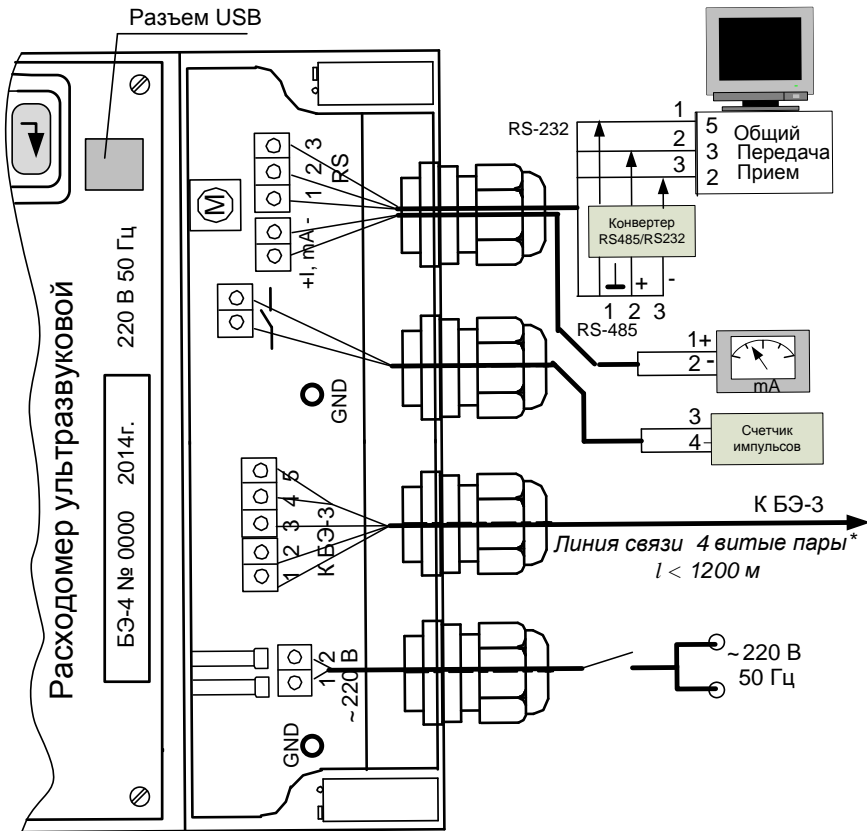 Разъем USB
Расходомер ультразвуковой
220 В 50 Гц
БЭ-4 № 0000 2014г.
М
1 2 3
RS
+I, mA -
GND
1 2 3 4 5
К БЭ-3
1 2
~220 В
GND
RS-232
1
2
3
5 Общий
3 Передача
2 Прием
Конвертер
RS485/RS232
+ -
1 2 3
RS-485
1+
2 -
mA
3
4
Счетчик
импульсов
К БЭ-3
Линия связи 4 витые пары*
l < 1200 м
~220 В
50 Гц